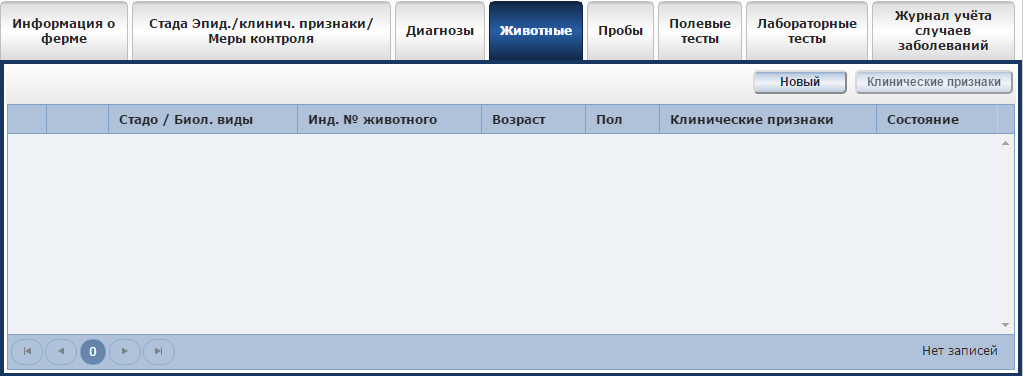 Информация о
ферме
Стада Эпид./клинич. признаки/
Меры контроля
Диагнозы
Животные
Пробы
Полевые
тесты
Лабораторные
тесты
Журнал учёта
случаев
заболеваний
Новый
Клинические признаки
Стадо / Биол. виды
Инд. № животного
Возраст
Пол
Клинические признаки
Состояние
0
Нет записей